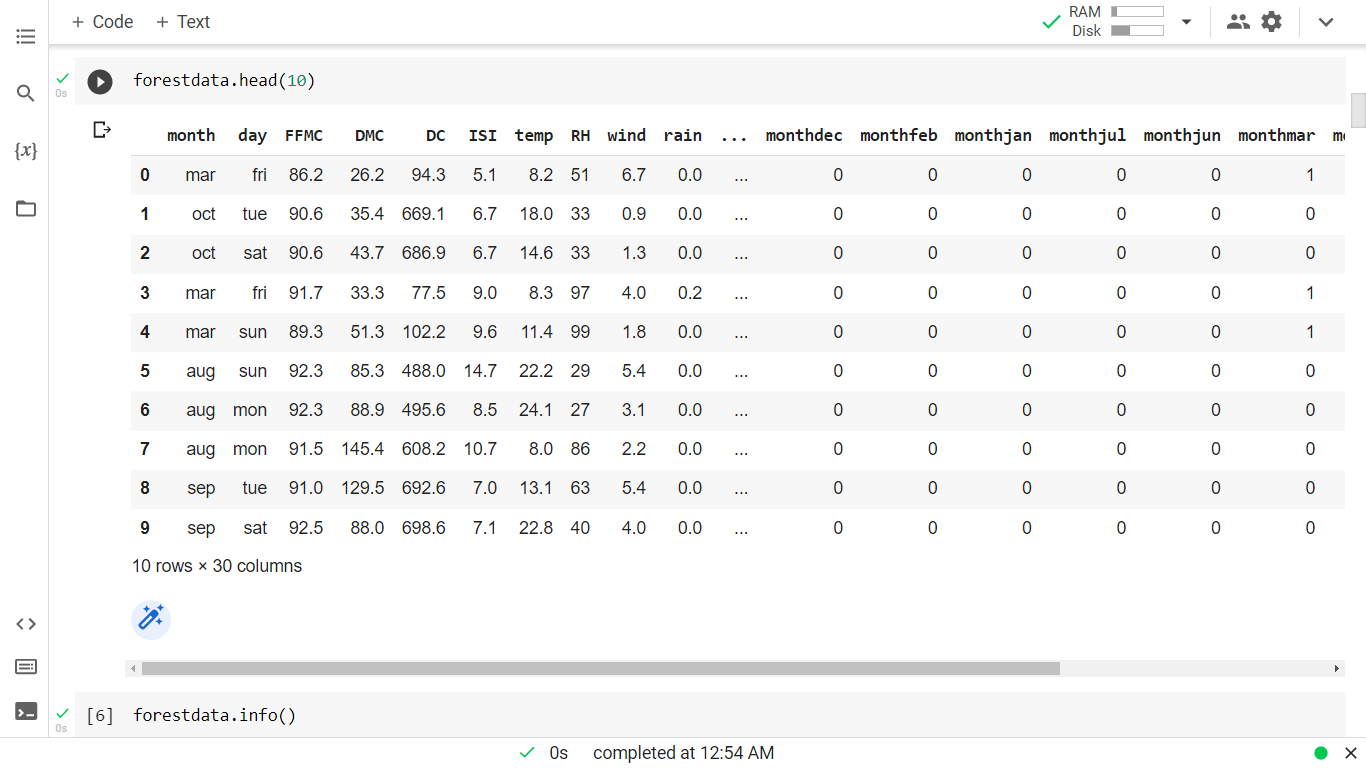 + Code + Text RAM
Disk
0s forestdata.head(10)
month day FFMC DMC DC ISI temp RH wind rain ... monthdec monthfeb monthjan monthjul monthjun monthmar
0 mar fri 86.2 26.2 94.3 5.1 8.2 51 6.7 0.0 ... 0 0 0 0 0 1
1 oct tue 90.6 35.4 669.1 6.7 18.0 33 0.9 0.0 ... 0 0 0 0 0 0
2 oct sat 90.6 43.7 686.9 6.7 14.6 33 1.3 0.0 ... 0 0 0 0 0 0
3 mar fri 91.7 33.3 77.5 9.0 8.3 97 4.0 0.2 ... 0 0 0 0 0 1
4 mar sun 89.3 51.3 102.2 9.6 11.4 99 1.8 0.0 ... 0 0 0 0 0 1
5 aug sun 92.3 85.3 488.0 14.7 22.2 29 5.4 0.0 ... 0 0 0 0 0 0
6 aug mon 92.3 88.9 495.6 8.5 24.1 27 3.1 0.0 ... 0 0 0 0 0 0
7 aug mon 91.5 145.4 608.2 10.7 8.0 86 2.2 0.0 ... 0 0 0 0 0 0
8 sep tue 91.0 129.5 692.6 7.0 13.1 63 5.4 0.0 ... 0 0 0 0 0 0
9 sep sat 92.5 88.0 698.6 7.1 22.8 40 4.0 0.0 ... 0 0 0 0 0 0
10 rows × 30 columns
0s [6] forestdata.info()
0s completed at 12:54 AM